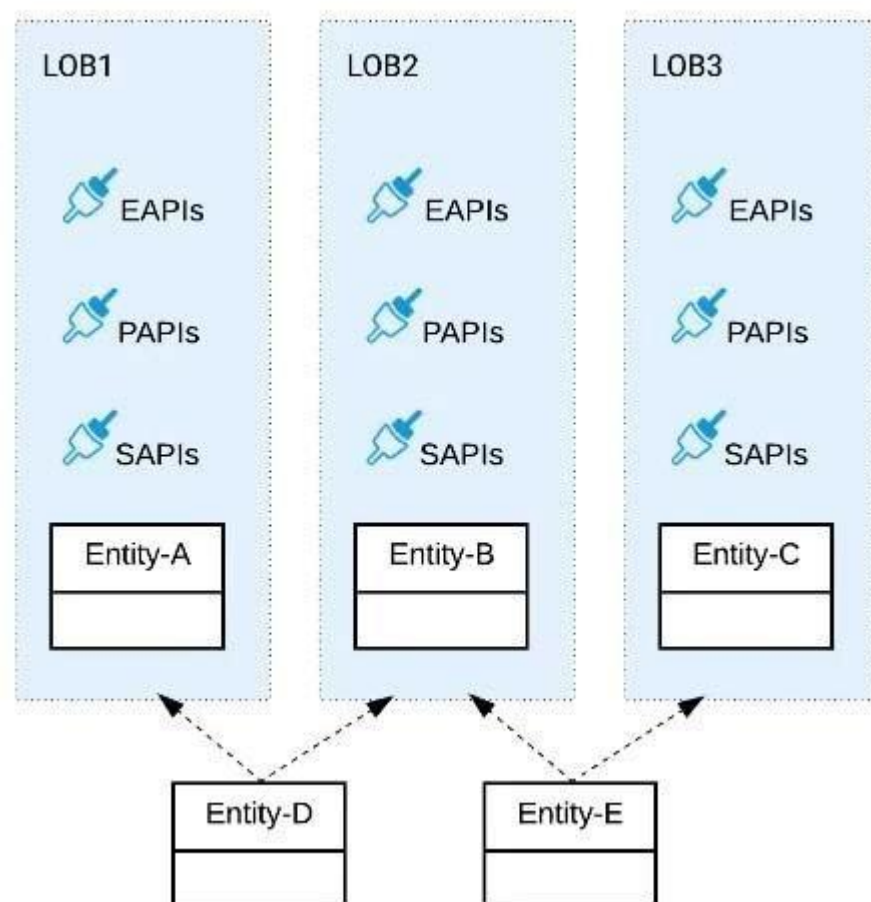 LOB1
LOB2
LOB3
EAPIs
EAPIs
EAPIs
PAPIs
PAPIs
PAPIs
SAPIs
SAPIs
SAPIs
Entity-A
Entity-B
Entity-C
Entity-D
Entity-E